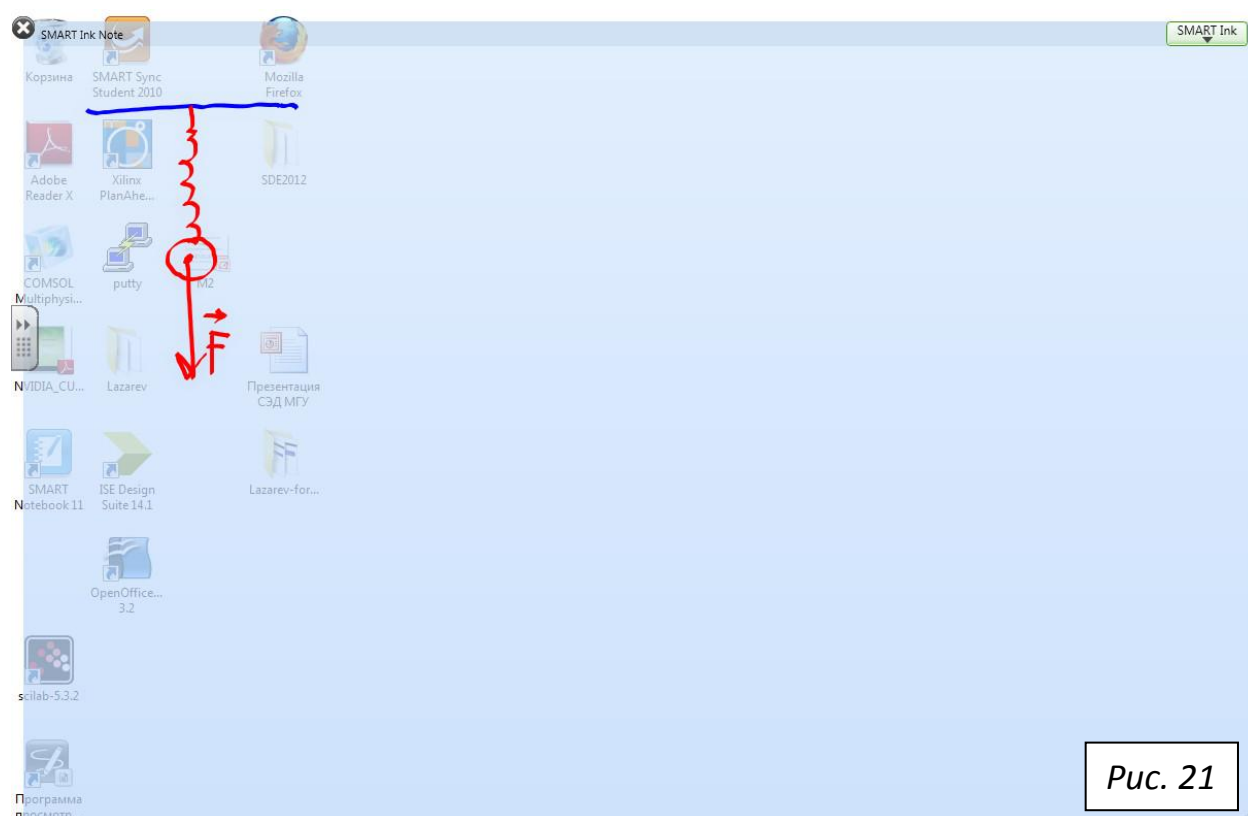 SMART Ink Note
SMART Ink
Корзина
SMART Sync
Student 2010
Mozilla
Firefox
Adobe
Reader X
Xilinx
PlanAhe...
SDE2012
COMSOL
Multiphysi...
putty
M2
F
NVIDIA_CU...
Lazarev
Презентация
СЭД МГУ
SMART
Notebook 11
ISE Design
Suite 14.1
Lazarev-for...
OpenOffice...
3.2
scilab-5.3.2
Программа
Рис. 21